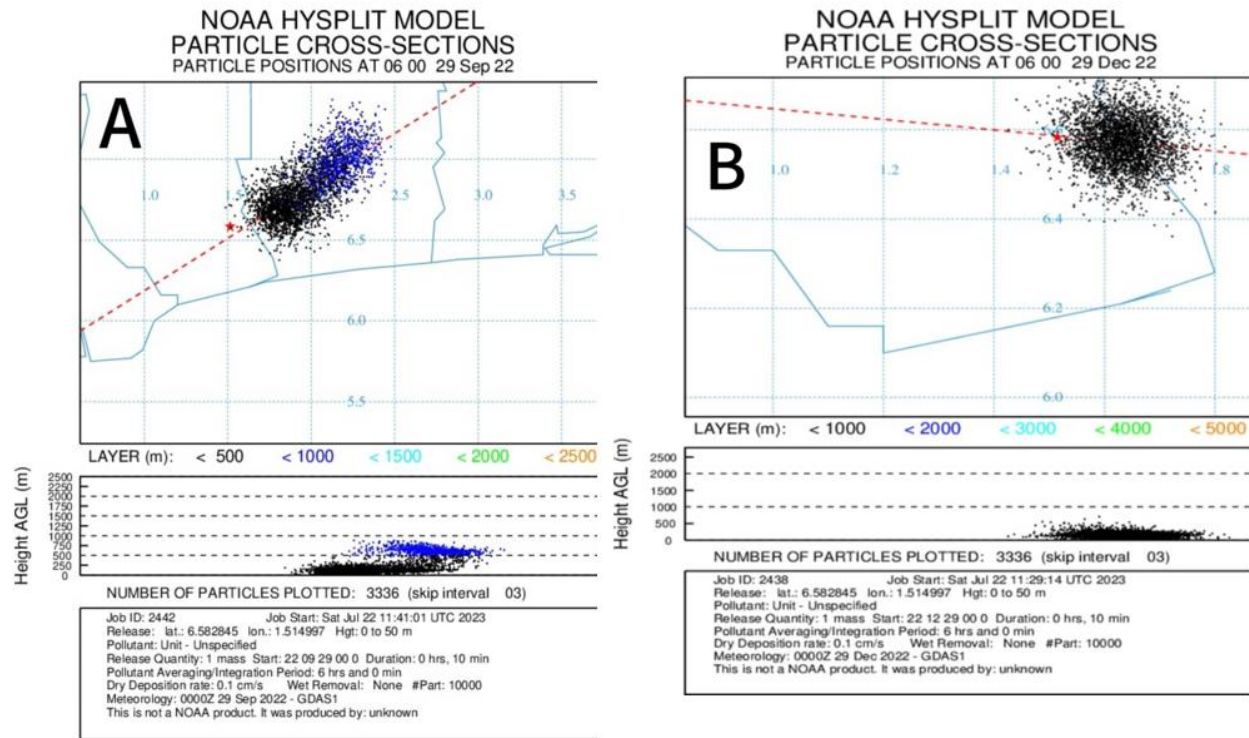 NOAA HYSPLIT MODEL
PARTICLE CROSS-SECTIONS
PARTICLE POSITIONS AT 06 00 29 Sep 22
A
1.0
2.5
3.0
3.5
6.5
6.0
5.5
LAYER (m): < 500 < 1000 < 1500 < 2000 < 2500
Height AGL (m)
2500
2250
2000
1750
1500
1250
1000
750
500
250
0
NUMBER OF PARTICLES PLOTTED: 3336 (skip interval 03)
Job ID: 2442 Job Start: Sat Jul 22 11:41:01 UTC 2023
Release: lat.: 6.582845 lon.: 1.514997 Hgt: 0 to 50 m
Pollutant: Unit - Unspecified
Release Quantity: 1 mass Start: 22 09 29 00 0 Duration: 0 hrs, 10 min
Pollutant Averaging/Integration Period: 6 hrs and 0 min
Dry Deposition rate: 0.1 cm/s Wet Removal: None #Part: 10000
Meteorology: 0000Z 29 Sep 2022 - GDAS1
This is not a NOAA product. It was produced by: unknown
NOAA HYSPLIT MODEL
PARTICLE CROSS-SECTIONS
PARTICLE POSITIONS AT 06 00 29 Dec 22
B
1.0
1.2
1.4
1.8
6.4
6.2
6.0
LAYER (m): < 1000 < 2000 < 3000 < 4000 < 5000
Height AGL (m)
2500
2000
1500
1000
500
0
NUMBER OF PARTICLES PLOTTED: 3336 (skip interval 03)
Job ID: 2438 Job Start: Sat Jul 22 11:29:14 UTC 2023
Release: lat.: 6.582845 lon.: 1.514997 Hgt: 0 to 50 m
Pollutant: Unit - Unspecified
Release Quantity: 1 mass Start: 22 12 29 00 0 Duration: 0 hrs, 10 min
Pollutant Averaging/Integration Period: 6 hrs and 0 min
Dry Deposition rate: 0.1 cm/s Wet Removal: None #Part: 10000
Meteorology: 0000Z 29 Dec 2022 - GDAS1
This is not a NOAA product. It was produced by: unknown